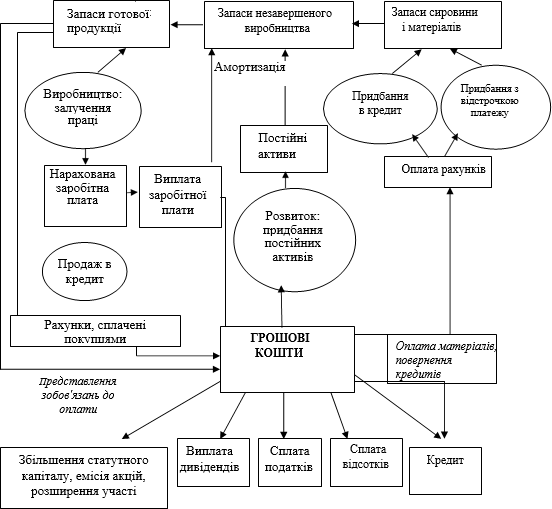 Запаси готової:
продукції
Запаси незавершеного
виробництва
Запаси сировини
і матеріалів
Амортизація
Виробництво:
залучення
праці
Придбання
в кредит
Придбання з
відстрочкою
платежу
Постійні
активи
Нарахована
заробітна
плата
Виплата
заробітної
плати
Оплата рахунків
Розвиток:
придбання
постійних
активів
Продаж в
кредит
Рахунки, сплачені
покупцями
ГРОШОВІ
КОШТИ
Оплата матеріалів,
повернення
кредитів
Представлення
зобов'язань до
оплати
Збільшення статутного
капіталу, емісія акцій,
розширення участі
Виплата
дивідендів
Сплата
податків
Сплата
відсотків
Кредит